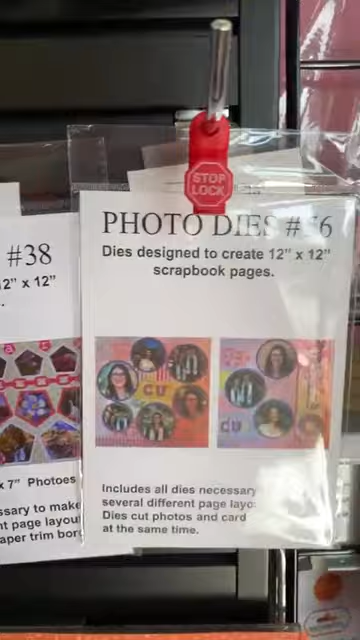 STOP
LOCK
PHOTO DIES #
Dies designed to create 12" x 12"
scrapbook pages.
CU
CU
Includes all dies necessary
several different page layo
Dies cut photos and card
at the same time.
#38
2" x 12"
x 7" Photoes
ssary to make
nt page layou
aper trim bor